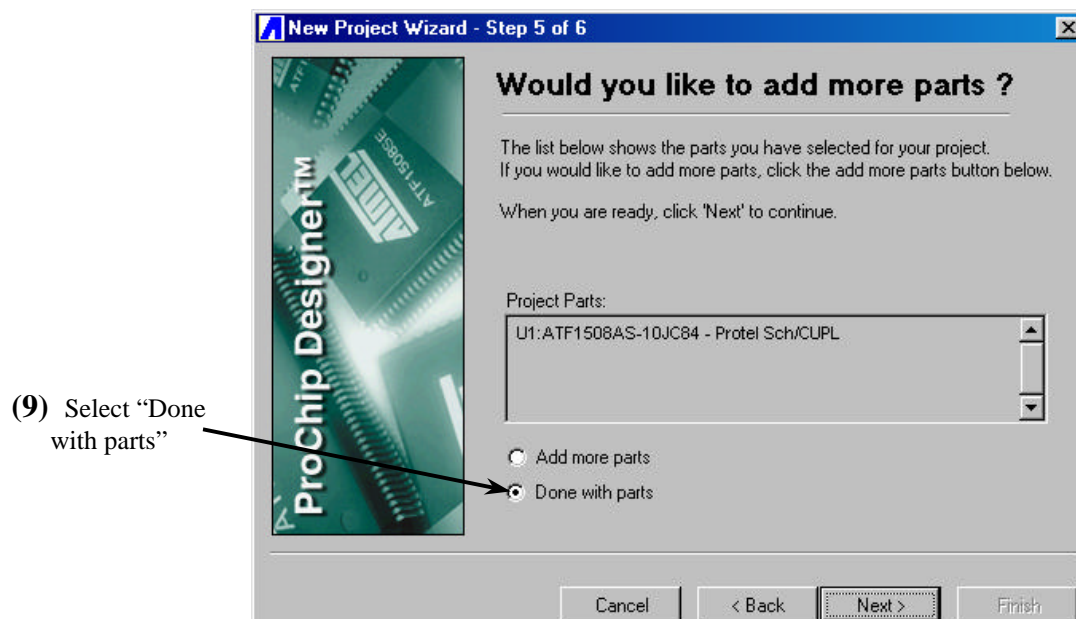 New Project Wizard - Step 5 of 6
Would you like to add more parts ?
The list below shows the parts you have selected for your project.
If you would like to add more parts, click the add more parts button below.
When you are ready, click 'Next' to continue.
ProChip Designer™
ATF1508SE
ATMEL
Project Parts:
U1:ATF1508AS-10JC84 - Protel Sch/CUPL
(9) Select “Done
with parts”
Add more parts
Done with parts
Cancel
< Back
Next >
Finish